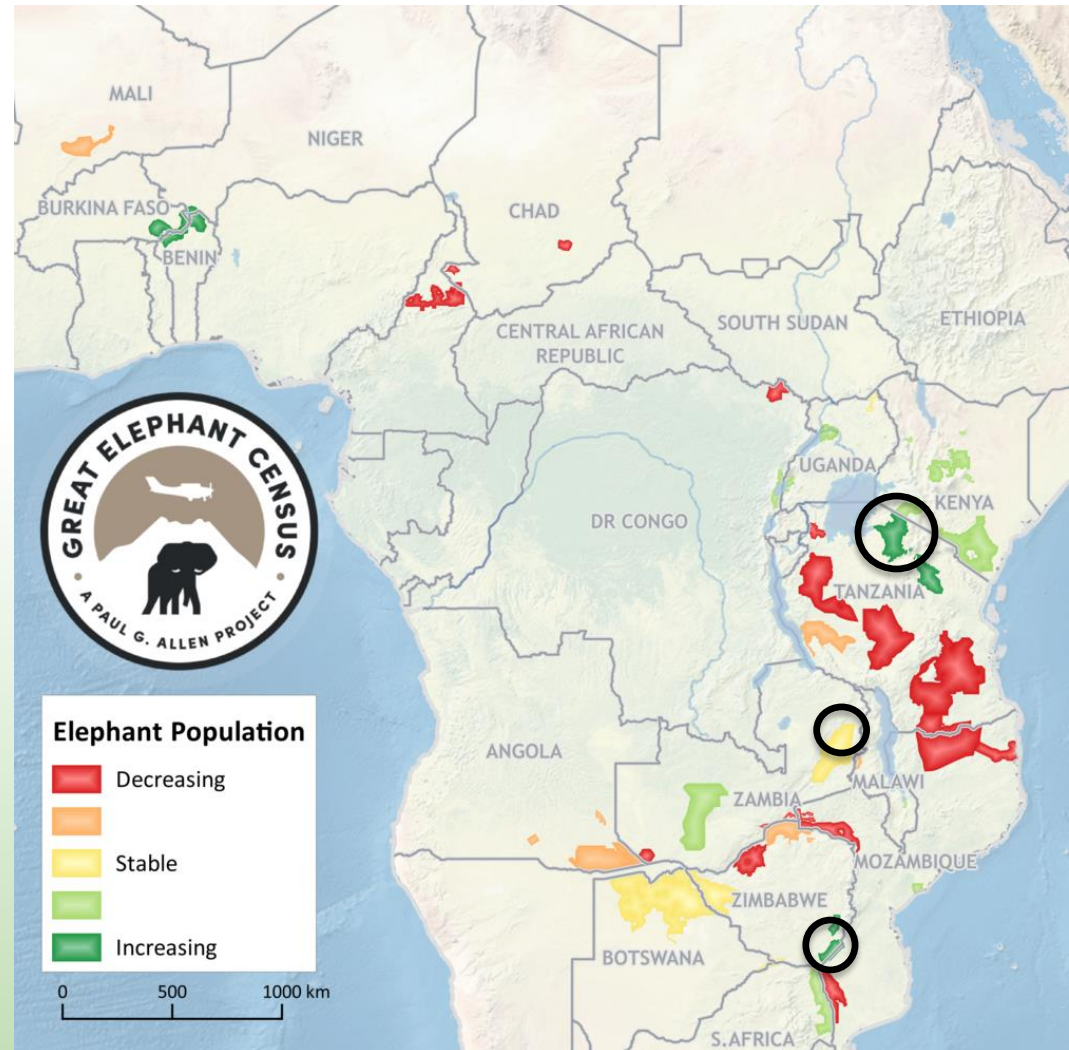 MALI
NIGER
BURKINA FASO
CHAD
BENIN
SOUTH SUDAN
ETHIOPIA
CENTRAL AFRICAN
REPUBLIC
GREAT ELEPHANT CENSUS
• A PAUL G. ALLEN PROJECT •
UGANDA
KENYA
DR CONGO
TANZANIA
Elephant Population
Decreasing
Stable
Increasing
0 500 1000 km
ANGOLA
MALAWI
ZAMBIA
MOZAMBIQUE
ZIMBABWE
BOTSWANA
S.AFRICA